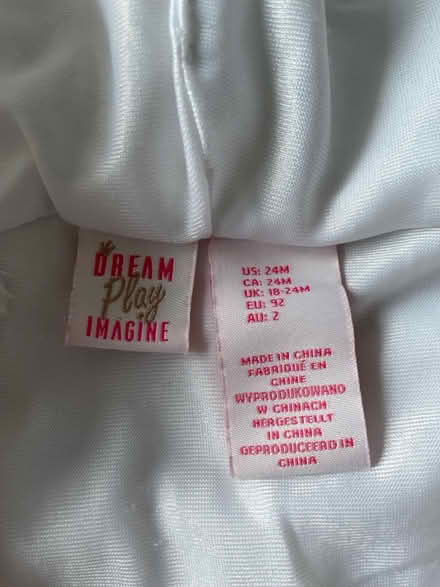 DREAM
Play
IMAGINE
US: 24M
CA: 24M
UK: 18-24M
EU: 92
AU: 2
MADE IN CHINA
FABRIQUÉ EN
CHINE
WYPRODUKOWANO
W CHINACH
HERGESTELLT
IN CHINA
GEPRODUCEERD IN
CHINA